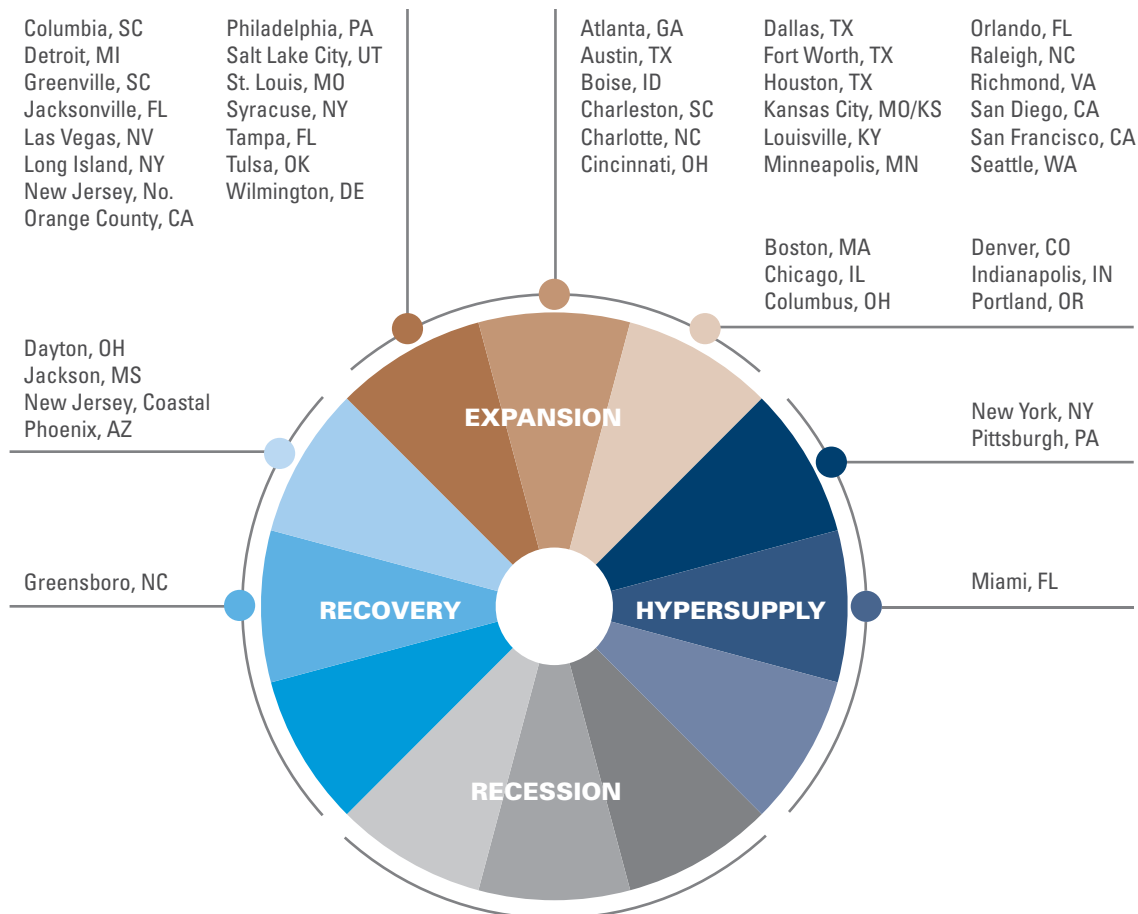 Columbia, SC
Detroit, MI
Greenville, SC
Jacksonville, FL
Las Vegas, NV
Long Island, NY
New Jersey, No.
Orange County, CA
Philadelphia, PA
Salt Lake City, UT
St. Louis, MO
Syracuse, NY
Tampa, FL
Tulsa, OK
Wilmington, DE
Atlanta, GA
Austin, TX
Boise, ID
Charleston, SC
Charlotte, NC
Cincinnati, OH
Dallas, TX
Fort Worth, TX
Houston, TX
Kansas City, MO/KS
Louisville, KY
Minneapolis, MN
Orlando, FL
Raleigh, NC
Richmond, VA
San Diego, CA
San Francisco, CA
Seattle, WA
Boston, MA
Chicago, IL
Columbus, OH
Denver, CO
Indianapolis, IN
Portland, OR
Dayton, OH
Jackson, MS
New Jersey, Coastal
Phoenix, AZ
EXPANSION
New York, NY
Pittsburgh, PA
Greensboro, NC
RECOVERY
HYPERSUPPLY
Miami, FL
RECESSION